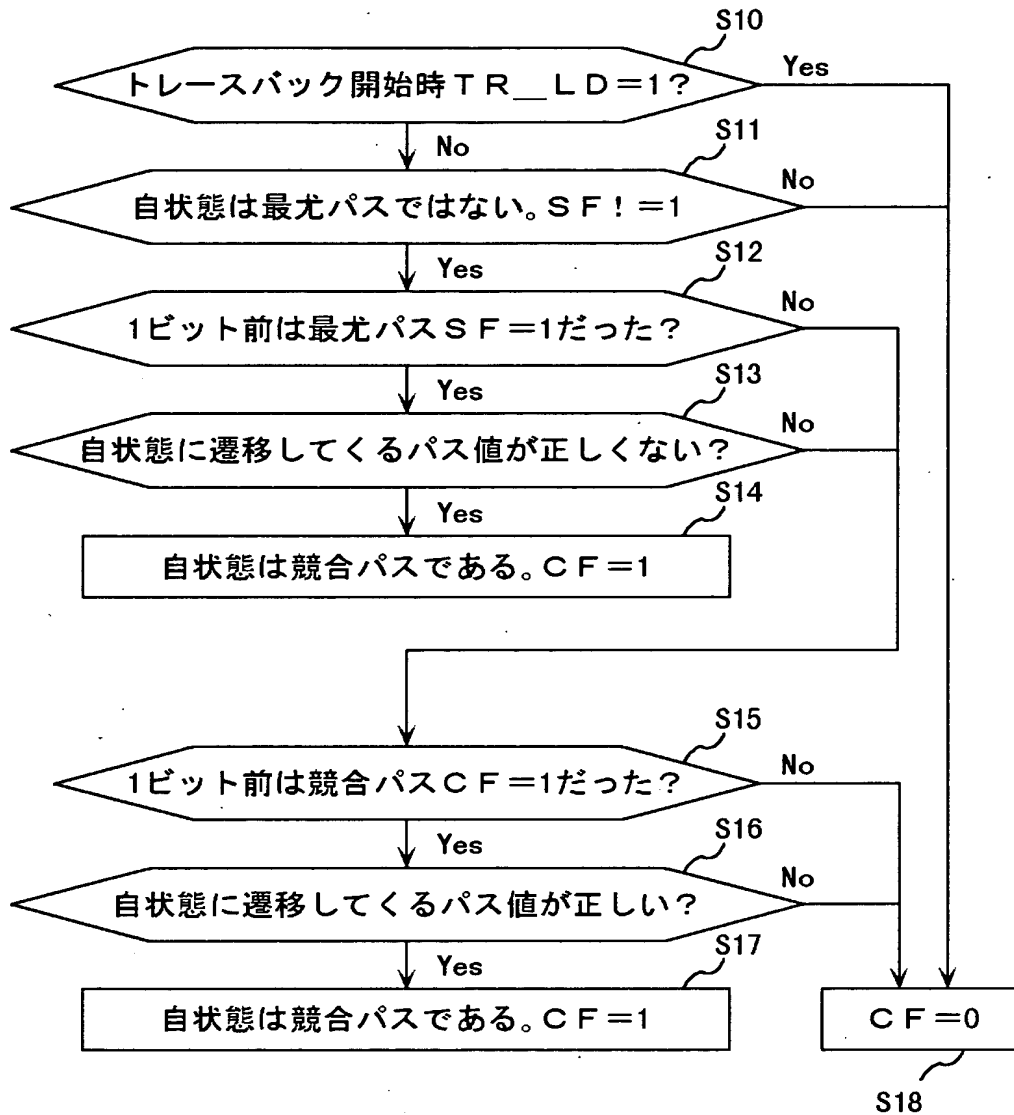 S10
トレースバック開始時TR__LD=1?
Yes
No
S11
自状態は最尤パスではない。SF!=1
No
Yes
S12
1ビット前は最尤パスSF=1だった?
No
Yes
S13
自状態に遷移してくるパス値が正しくない?
No
Yes
S14
自状態は競合パスである。CF=1
S15
1ビット前は競合パスCF=1だった?
No
Yes
S16
自状態に遷移してくるパス値が正しい?
No
Yes
S17
自状態は競合パスである。CF=1
CF=0
S18